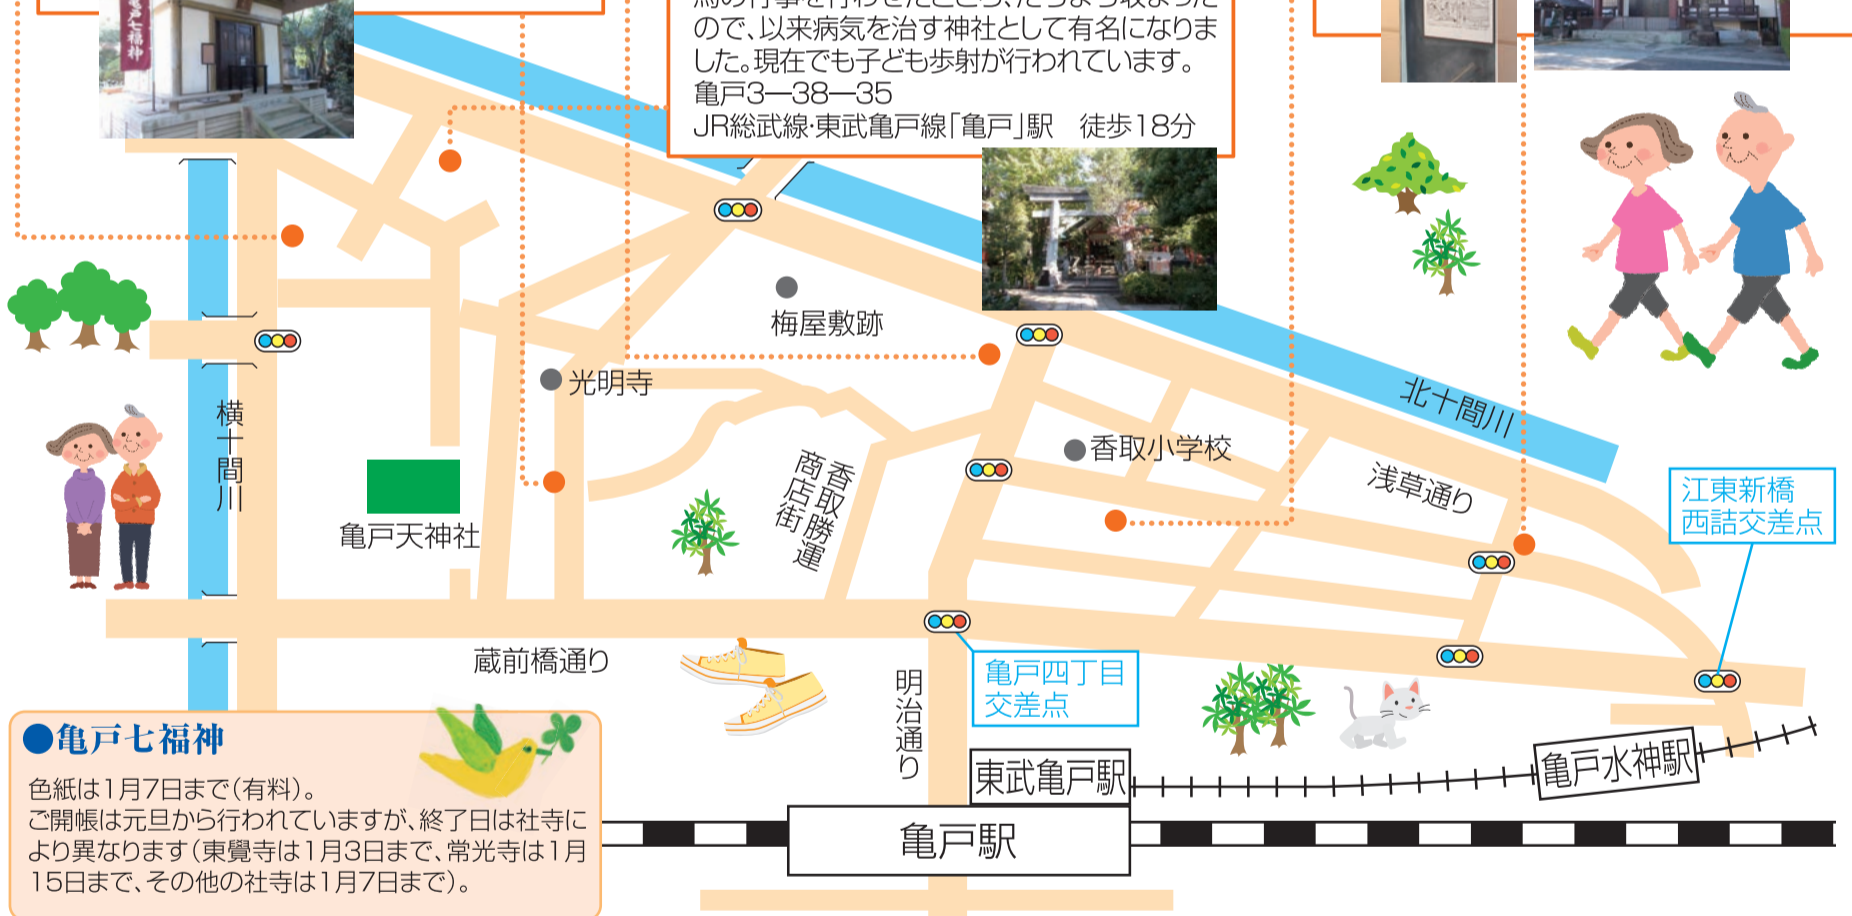 亀戸七福神
ので、以来病気を治す神社として有名になりま
した。現在でも子ども歩射が行われています。
亀戸3―38―35
JR総武線・東武亀戸線「亀戸」駅　徒歩18分
梅屋敷跡
光明寺
北十間川
横十間川
香取小学校
浅草通り
香取勝運
商店街
江東新橋
西詰交差点
亀戸天神社
蔵前橋通り
亀戸四丁目
交差点
明治通り
東武亀戸駅
亀戸水神駅
亀戸駅
●亀戸七福神
色紙は1月7日まで（有料）。
ご開帳は元旦から行われていますが、終了日は社寺に
より異なります（東覺寺は1月3日まで、常光寺は1月
15日まで、その他の社寺は1月7日まで）。